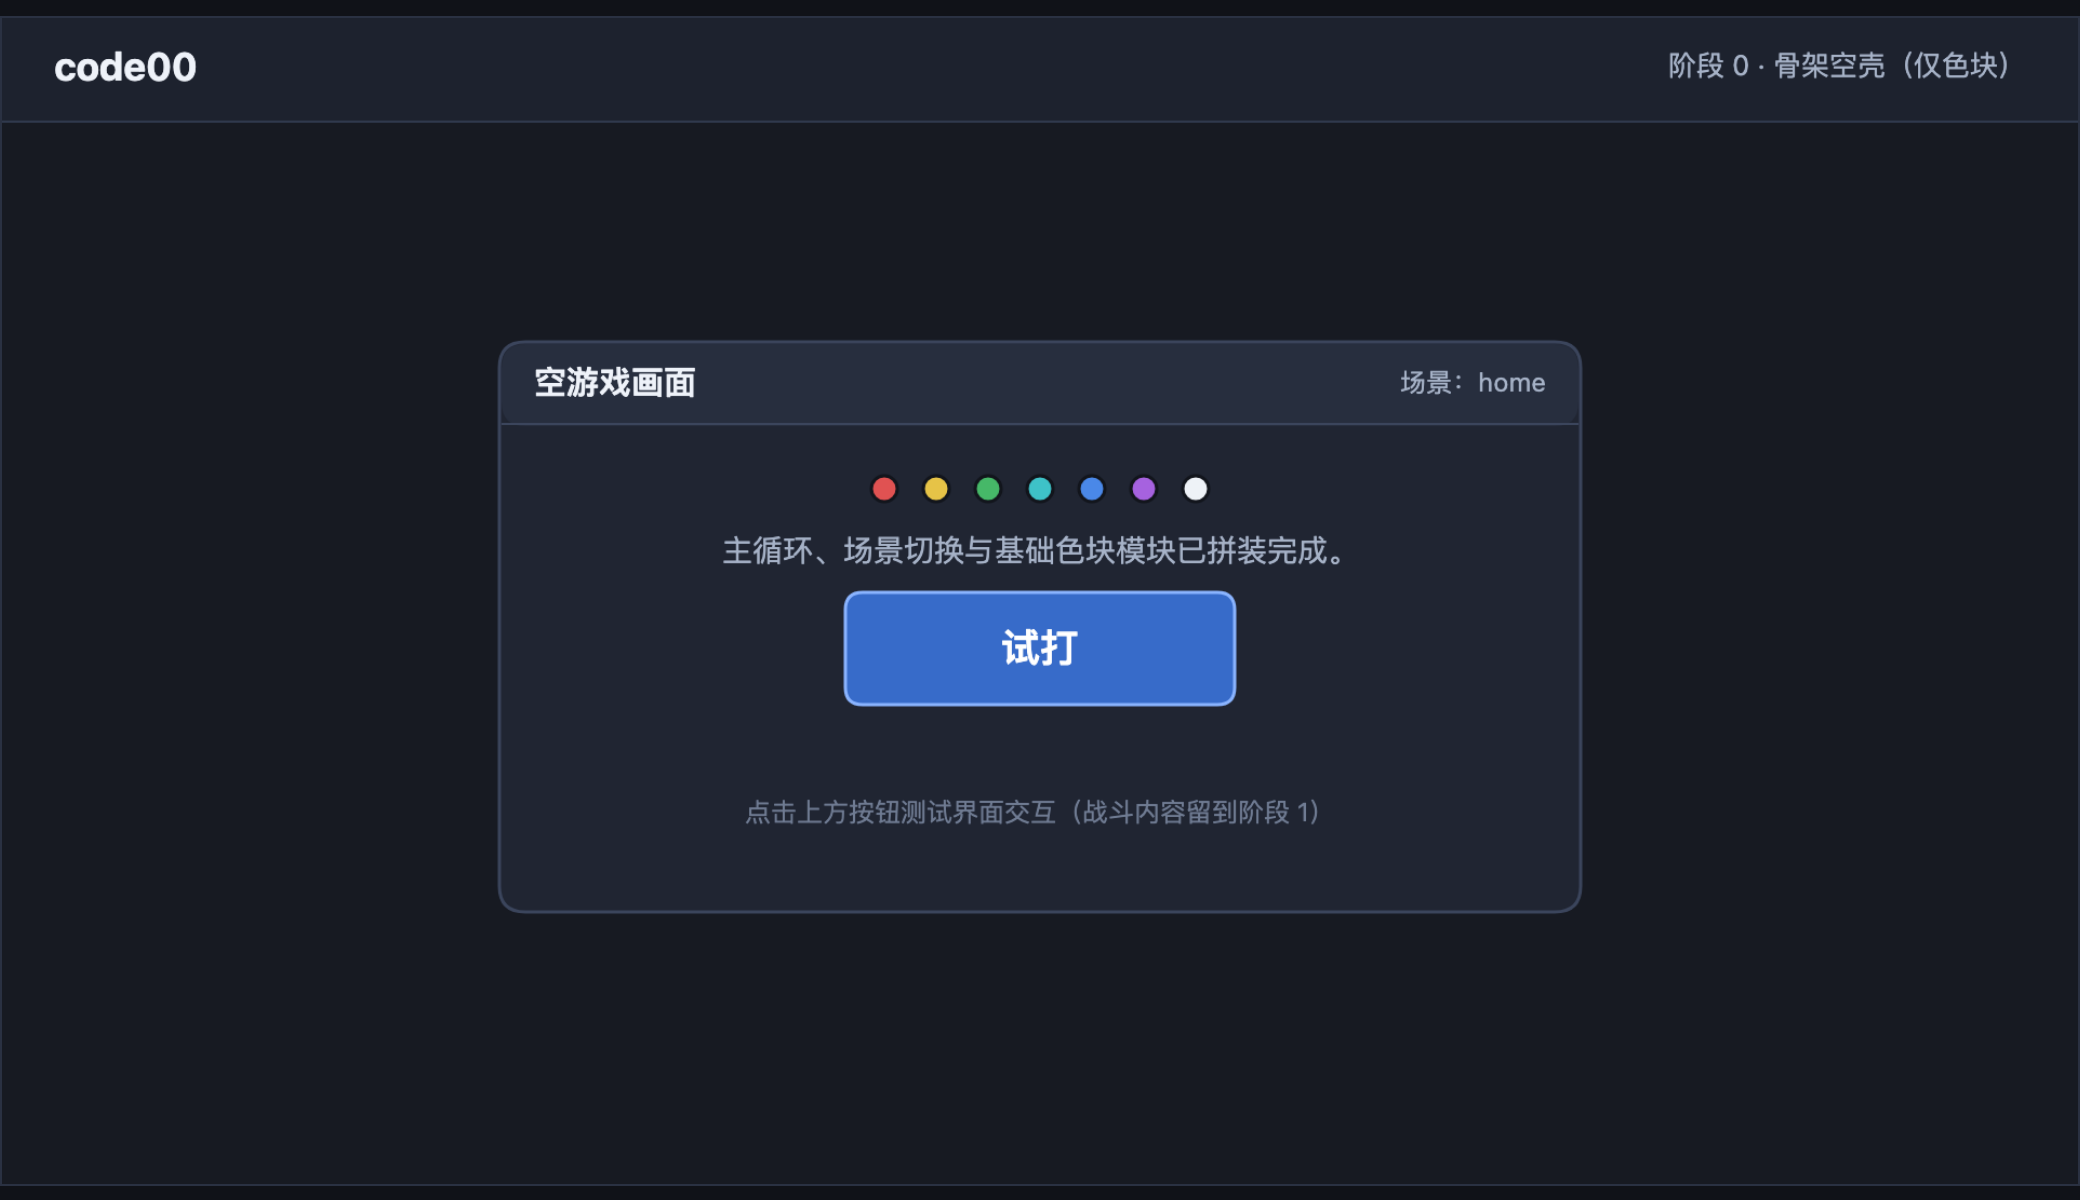 code00
阶段 0 · 骨架空壳（仅色块）
空游戏画面
场景：home
主循环、场景切换与基础色块模块已拼装完成。
试打
点击上方按钮测试界面交互（战斗内容留到阶段 1）